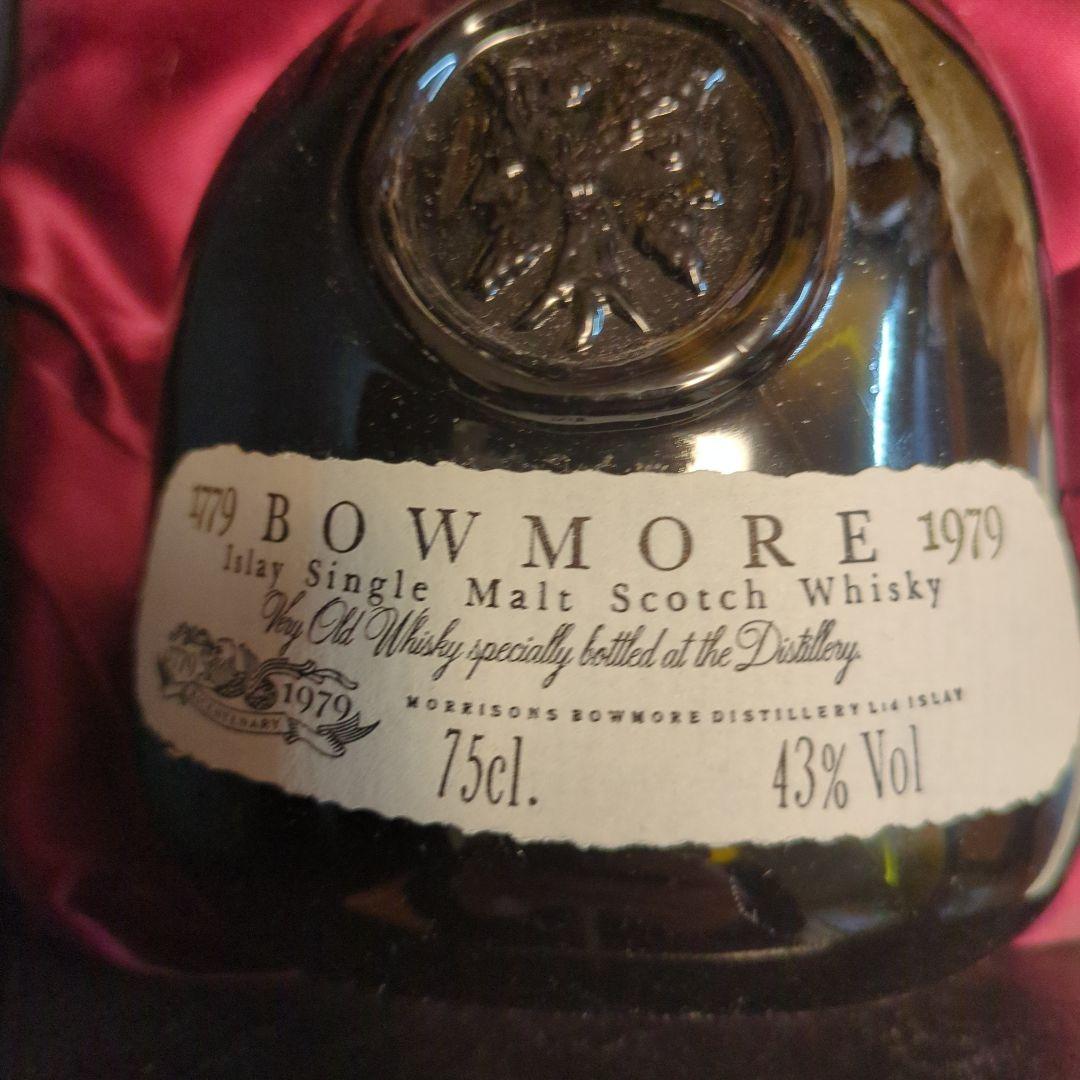 1779 BOWMORE 1979
Islay Single Malt Scotch Whisky
Very Old Whisky specially bottled at the Distillery.
1979
MORRISONS BOWMORE DISTILLERY Ltd ISLAY
75cl. 43% Vol